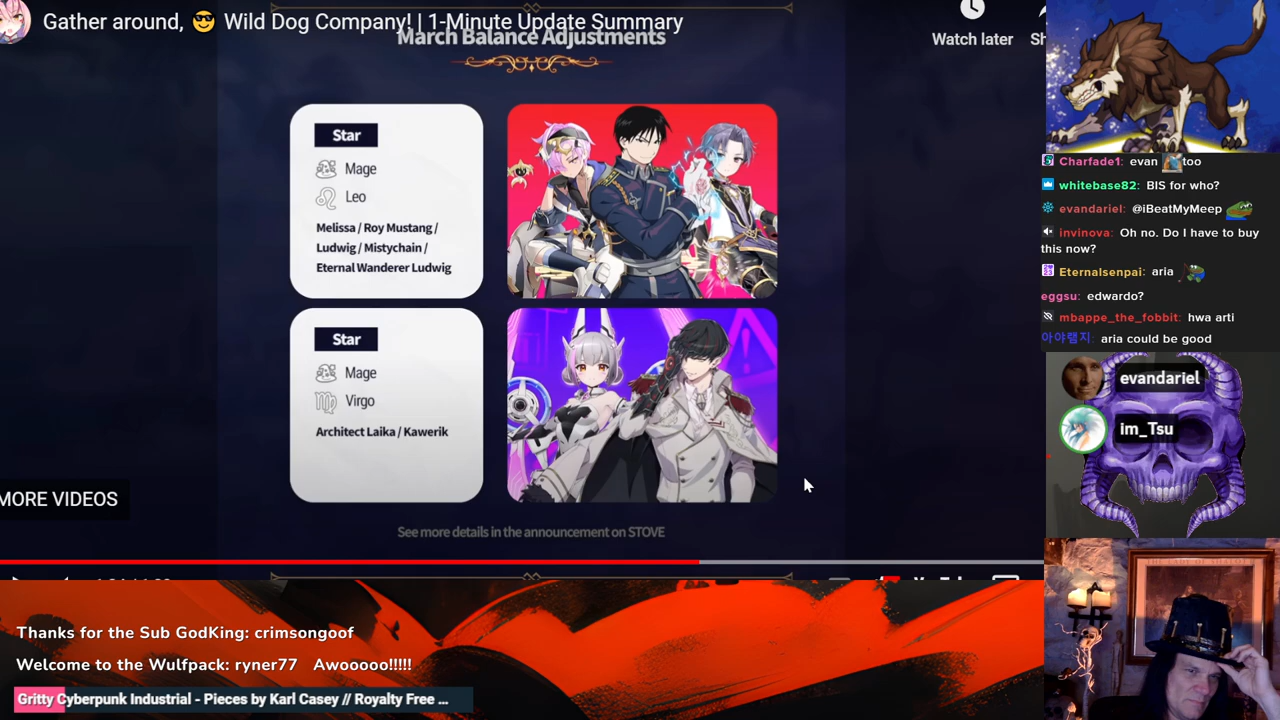 Gather around, 😎 Wild Dog Company! | 1-Minute Update Summary
March Balance Adjustments
Watch later
Star
Mage
Leo
Melissa / Roy Mustang /
Ludwig / Mistychain /
Eternal Wanderer Ludwig
Star
Mage
Virgo
Architect Laika / Kawerik
MORE VIDEOS
See more details in the announcement on STOVE
Charfade1: evan too
whitebase82: BIS for who?
evandariel: @iBeatMyMeep
invinova: Oh no. Do I have to buy
this now?
Eternalsenpai: aria
eggsu: edwardo?
mbappe_the_fobbit: hwa arti
아야램지: aria could be good
evandariel
im_Tsu
Thanks for the Sub GodKing: crimsongoof
Welcome to the Wulfpack: ryner77 Awooooo!!!!!
Gritty Cyberpunk Industrial - Pieces by Karl Casey // Royalty Free ...